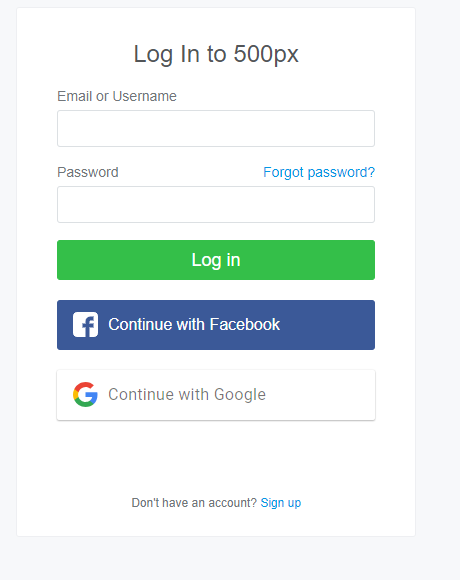 Log In to 500px
Email or Username
Password Forgot password?
Log in
Continue with Facebook
Continue with Google
Don't have an account? Sign up